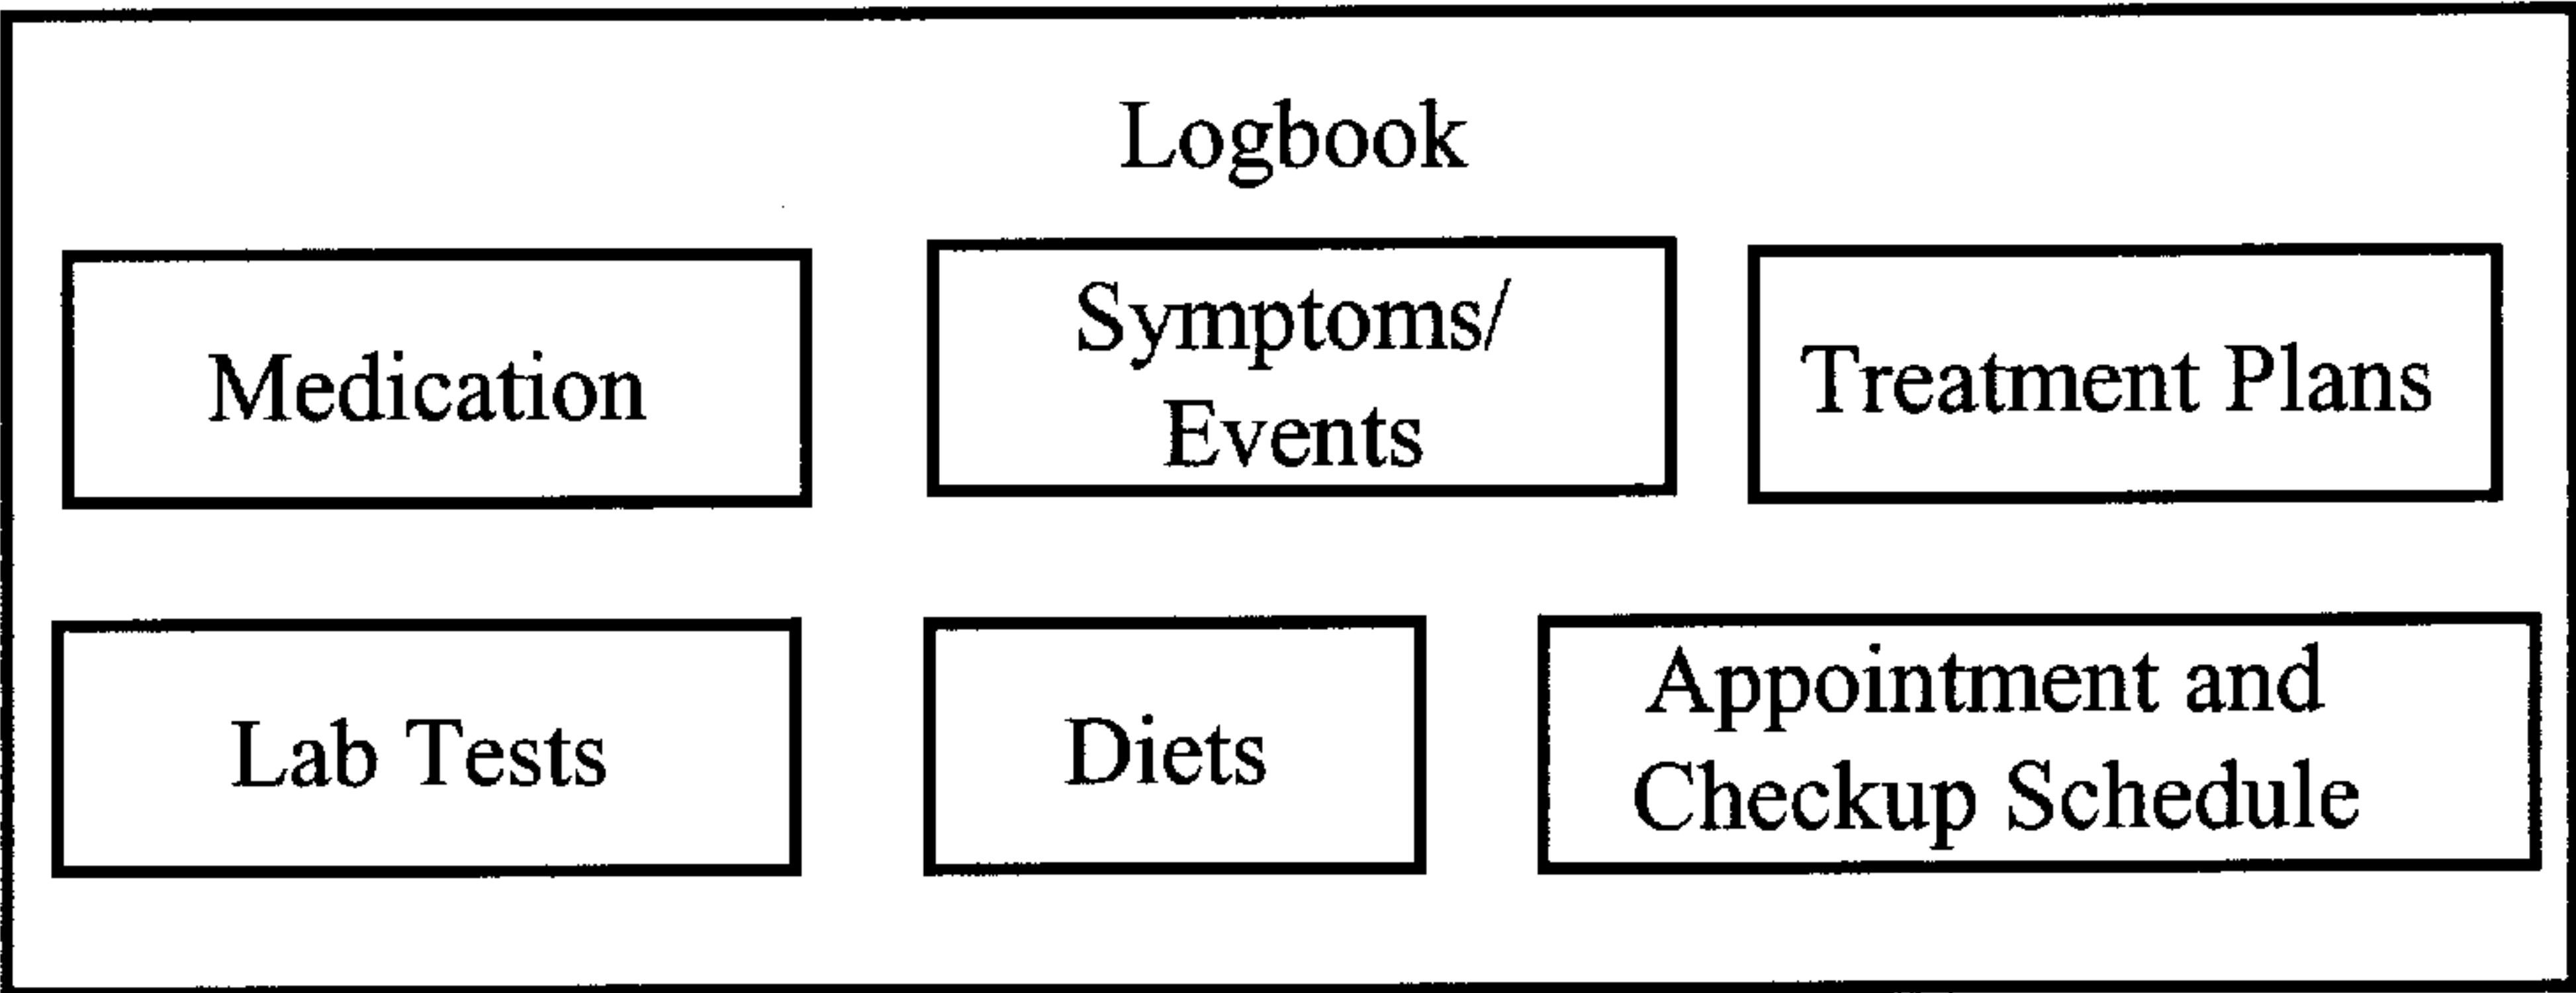 Logbook
Medication
Symptoms/
Events
Treatment Plans
Lab Tests
Diets
Appointment and
Checkup Schedule